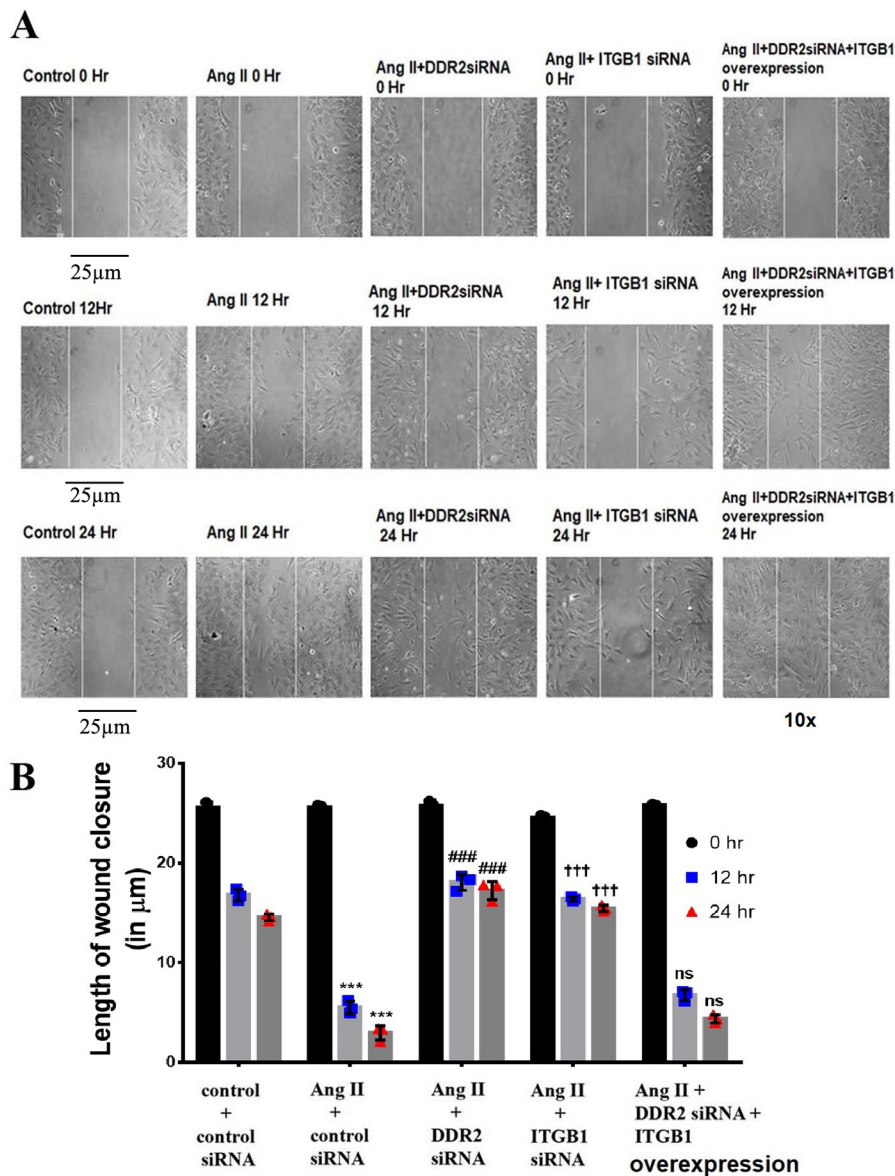 A
Control 0 Hr
Ang II 0 Hr
Ang II+DDR2siRNA
0 Hr
Ang II+ ITGB1 siRNA
0 Hr
Ang II+DDR2siRNA+ITGB1
overexpression
0 Hr
25µm
Control 12Hr
Ang II 12 Hr
Ang II+DDR2siRNA
12 Hr
Ang II+ ITGB1 siRNA
12 Hr
Ang II+DDR2siRNA+ITGB1
overexpression
12 Hr
25µm
Control 24 Hr
Ang II 24 Hr
Ang II+DDR2siRNA
24 Hr
Ang II+ ITGB1 siRNA
24 Hr
Ang II+DDR2siRNA+ITGB1
overexpression
24 Hr
25µm
10x
B
Length of wound closure
(in µm)
30
20
10
0
***
***
###
###
†††
†††
ns
ns
0 hr
12 hr
24 hr
control
+
control
siRNA
Ang II
+
control
siRNA
Ang II
+
DDR2
siRNA
Ang II
+
ITGB1
siRNA
Ang II +
DDR2 siRNA +
ITGB1
overexpression